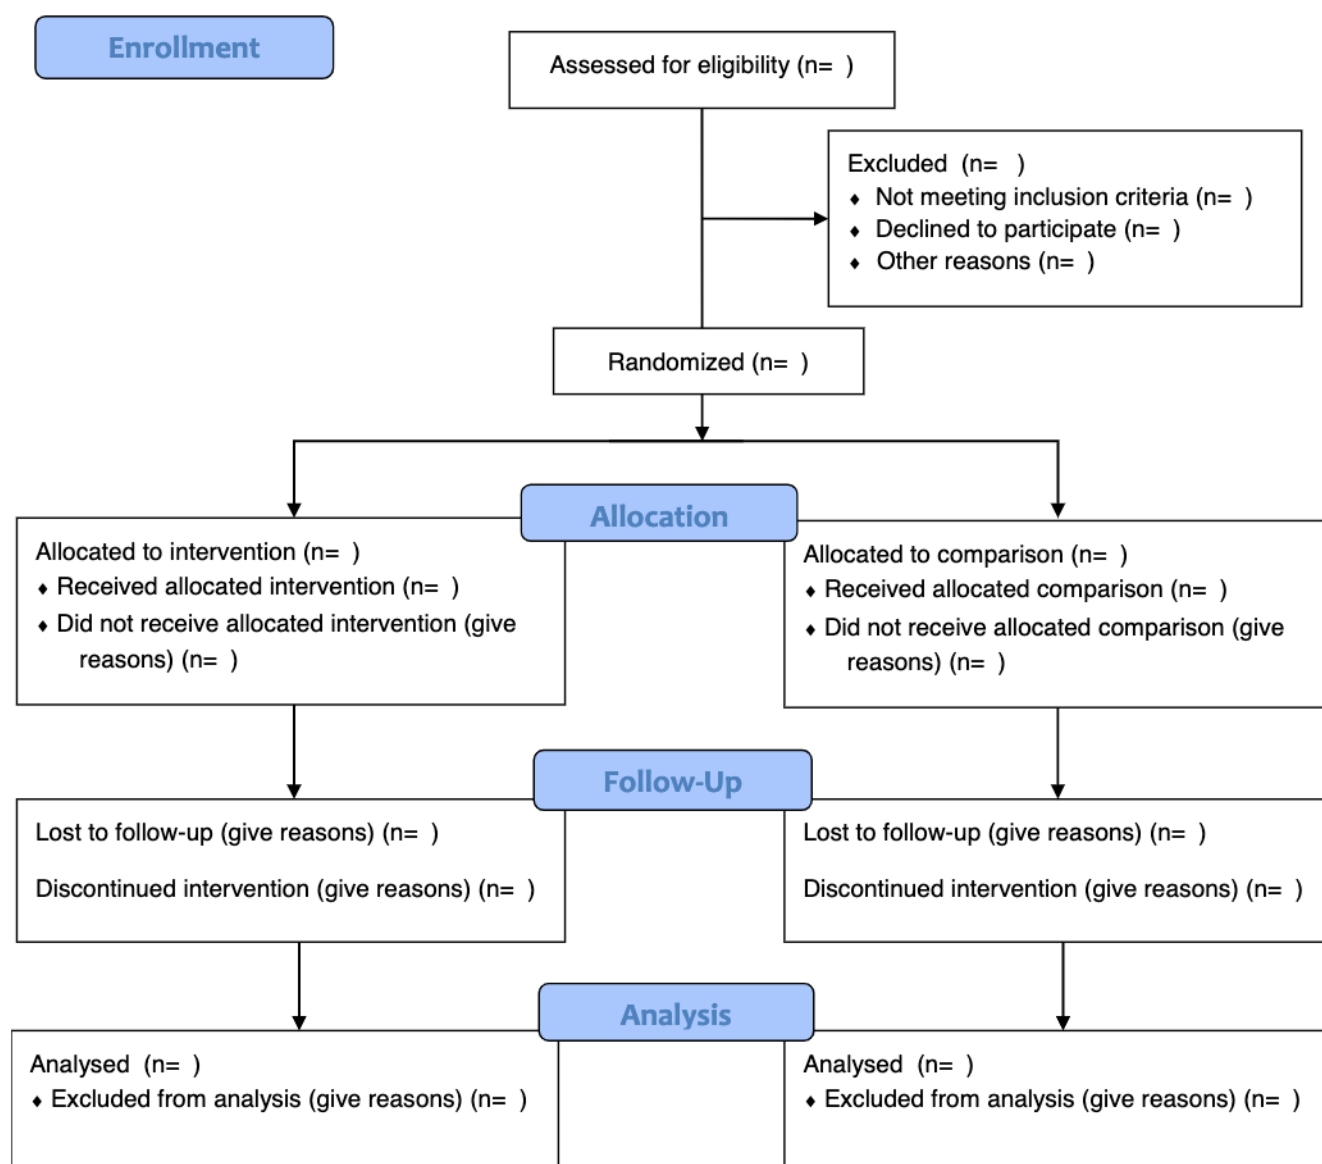 Enrollment
Assessed for eligibility (n=  )
Excluded  (n=   )
♦ Not meeting inclusion criteria (n=  )
♦ Declined to participate (n=  )
♦ Other reasons (n=  )
Randomized (n=  )
Allocation
Allocated to intervention (n=  )
♦ Received allocated intervention (n=  )
♦ Did not receive allocated intervention (give
reasons) (n=  )
Allocated to comparison (n=  )
♦ Received allocated comparison (n=  )
♦ Did not receive allocated comparison (give
reasons) (n=  )
Follow-Up
Lost to follow-up (give reasons) (n=  )
Discontinued intervention (give reasons) (n=  )
Lost to follow-up (give reasons) (n=  )
Discontinued intervention (give reasons) (n=  )
Analysis
Analysed  (n=  )
♦ Excluded from analysis (give reasons) (n=  )
Analysed  (n=  )
♦ Excluded from analysis (give reasons) (n=  )